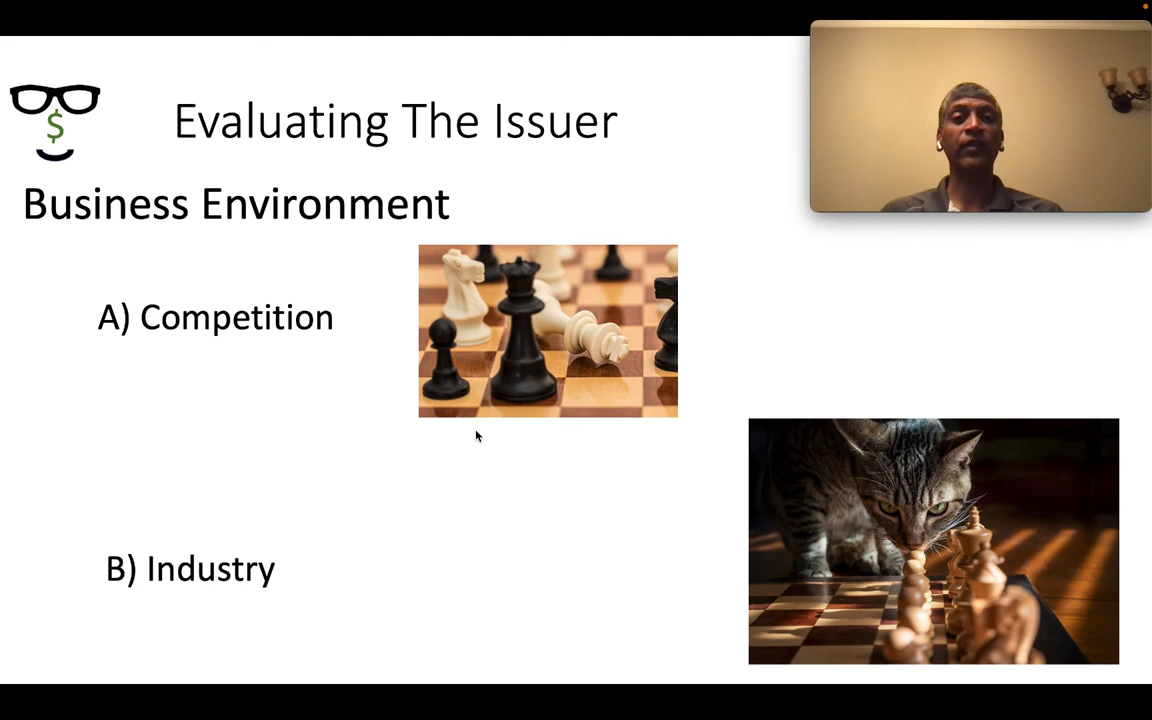 $
Evaluating The Issuer
Business Environment
A) Competition
B) Industry